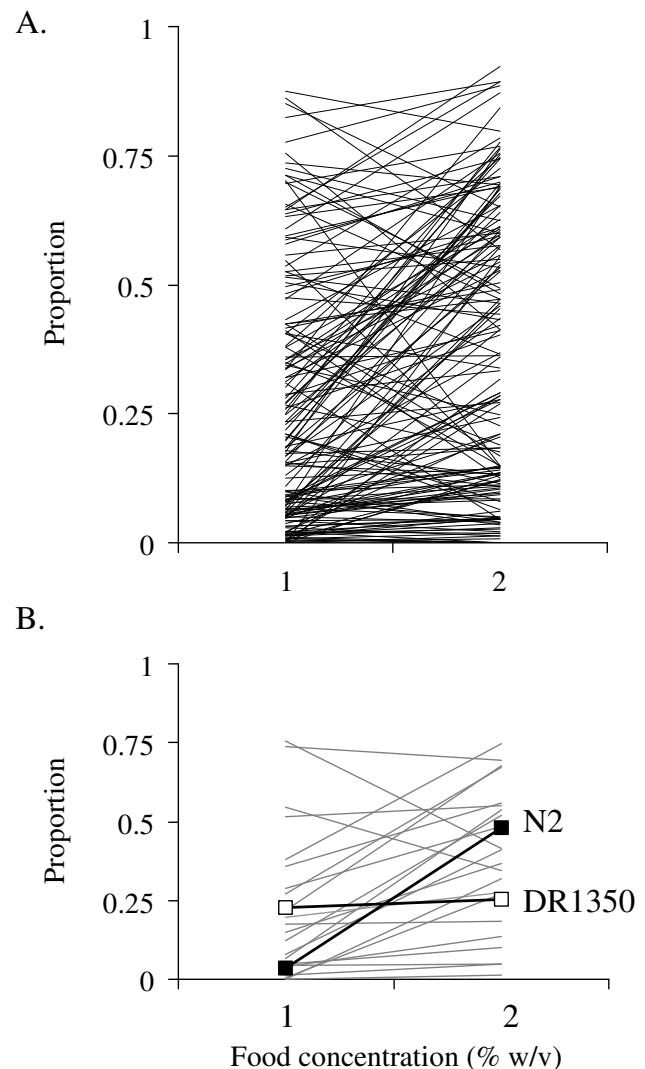 A.
1
0.75
Proportion
0.5
0.25
0
1 2
B.
1
0.75
Proportion
0.5
N2
0.25
DR1350
0
1 2
Food concentration (% w/v)